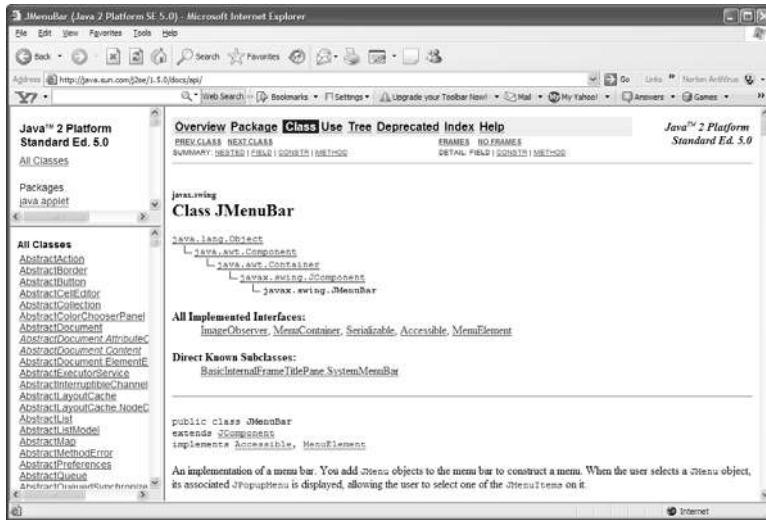 JMenuBar (Java 2 Platform SE 5.0) - Microsoft Internet Explorer
File Edit View Favorites Tools Help
Back Search Favorites
Address http://java.sun.com/j2se/1.5.0/docs/api/ Go Links » Norton AntiVirus
Web Search Bookmarks Settings Upgrade your Toolbar Now! Mail My Yahoo! Answers Games »
Java™ 2 Platform
Standard Ed. 5.0
All Classes
Packages
java.applet
All Classes
AbstractAction
AbstractBorder
AbstractButton
AbstractCellEditor
AbstractCollection
AbstractColorChooserPanel
AbstractDocument
AbstractDocument.AttributeC
AbstractDocument.Content
AbstractDocument.ElementE
AbstractExecutorService
AbstractInterruptibleChannel
AbstractLayoutCache
AbstractLayoutCache.NodeD
AbstractList
AbstractListModel
AbstractMap
AbstractMethodError
AbstractPreferences
AbstractQueue
AbstractQueuedSynchronize
Overview Package Class Use Tree Deprecated Index Help
Java™ 2 Platform
Standard Ed. 5.0
PREV CLASS NEXT CLASS FRAMES NO FRAMES
SUMMARY: NESTED | FIELD | CONSTR | METHOD DETAIL: FIELD | CONSTR | METHOD
javax.swing
Class JMenuBar
java.lang.Object
java.awt.Component
java.awt.Container
javax.swing.JComponent
javax.swing.JMenuBar
All Implemented Interfaces:
ImageObserver, MenuContainer, Serializable, Accessible, MenuElement
Direct Known Subclasses:
BasicInternalFrameTitlePane.SystemMenuBar
public class JMenuBar
extends JComponent
implements Accessible, MenuElement
An implementation of a menu bar. You add JMenu objects to the menu bar to construct a menu. When the user selects a JMenu object,
its associated JPopupMenu is displayed, allowing the user to select one of the JMenuItems on it.
Internet